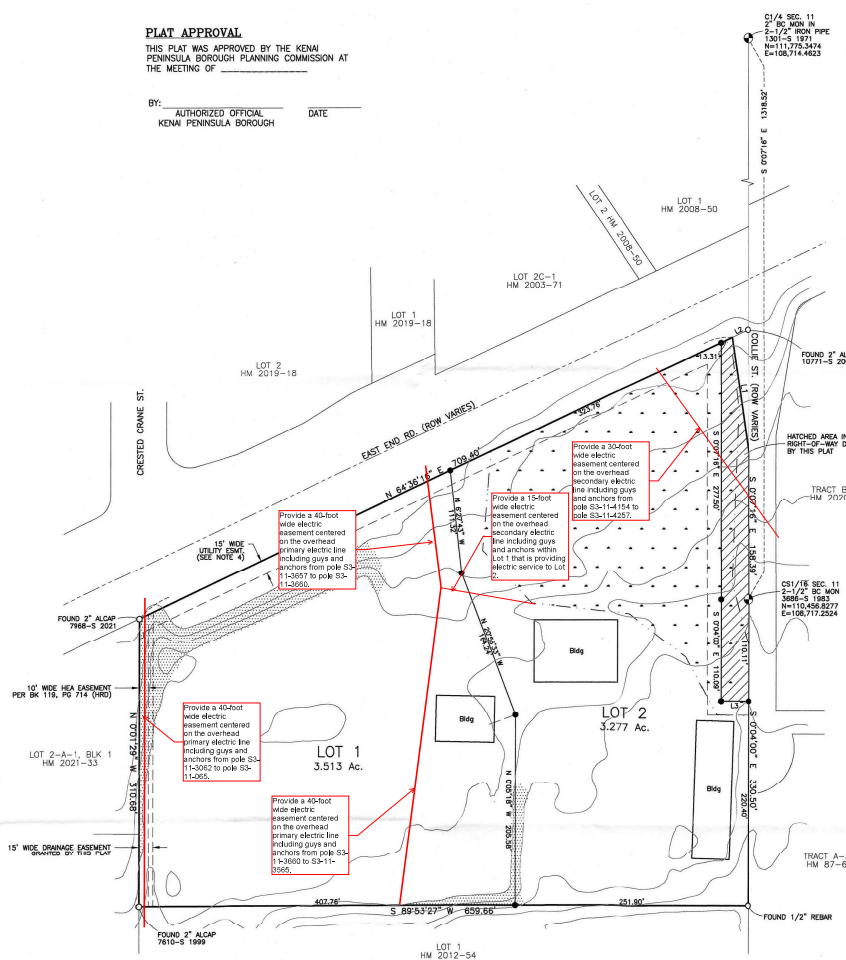 PLAT APPROVAL
THIS PLAT WAS APPROVED BY THE KENAI
PENINSULA BOROUGH PLANNING COMMISSION AT
THE MEETING OF
BY:
AUTHORIZED OFFICIAL DATE
KENAI PENINSULA BOROUGH
C1/4 SEC. 11
2" BC MON IN
2-1/2" IRON PIPE
1301-S 1971
N=111,775.3474
E=108,714.4623
S 0°07'16" E 1318.52'
LOT 1
HM 2008-50
LOT 2 HM 2008-50
LOT 2C-1
HM 2003-71
LOT 1
HM 2019-18
LOT 2
HM 2019-18
CRESTED CRANE ST.
EAST END RD. (ROW VARIES)
N 64°36'16" E 709.40'
323.76'
13.31'
L2
L1
COLLIE ST. (ROW VARIES)
FOUND 2" AL
10771-S 20
HATCHED AREA IN
RIGHT-OF-WAY D
BY THIS PLAT
TRACT B
HM 2020
S 0°07'16" E 277.50'
S 0°07'16" E 158.39'
Provide a 30-foot
wide electric
easement centered
on the overhead
secondary electric
line including guys
and anchors from
pole S3-11-4154 to
pole S3-11-4257.
Provide a 15-foot
wide electric
easement centered
on the overhead
secondary electric
line including guys
and anchors within
Lot 1 that is providing
electric service to Lot
2.
Provide a 40-foot
wide electric
easement centered
on the overhead
primary electric line
including guys and
anchors from pole S3-
11-3657 to pole S3-
11-3660.
111.32'
15' WIDE
UTILITY ESMT.
(SEE NOTE 4)
FOUND 2" ALCAP
7968-S 2021
CS1/16 SEC. 11
2-1/2" BC MON
3686-S 1983
N=110,456.8277
E=108,717.2524
S 0°04'00" E 110.09'
110.11'
L3
Bldg
10' WIDE HEA EASEMENT
PER BK 119, PG 714 (HRD)
N 0°01'29" W 310.68'
Provide a 40-foot
wide electric
easement centered
on the overhead
primary electric line
including guys and
anchors from pole S3-
11-3062 to pole S3-
11-065.
LOT 2-A-1, BLK 1
HM 2021-33
LOT 1
3.513 Ac.
Bldg
LOT 2
3.277 Ac.
Bldg
S 0°04'00" E 330.50'
220.40'
Provide a 40-foot
wide electric
easement centered
on the overhead
primary electric line
including guys and
anchors from pole S3-
11-3660 to S3-11-
3565.
15' WIDE DRAINAGE EASEMENT
GRANTED BY THIS PLAT
TRACT A-
HM 87-6
407.76'
S 89°53'27" W 659.66'
251.90'
FOUND 1/2" REBAR
FOUND 2" ALCAP
7610-S 1999
LOT 1
HM 2012-54